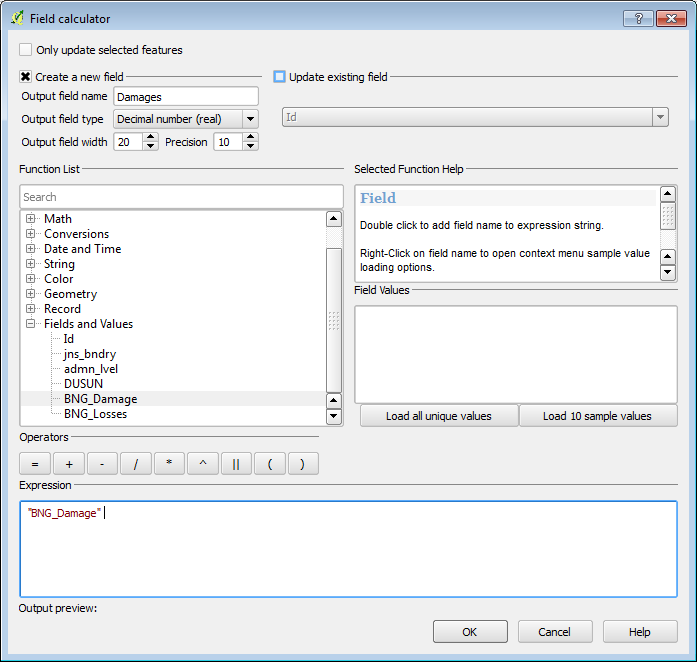 Field calculator
Only update selected features
Create a new field
Update existing field
Output field name Damages
Output field type Decimal number (real)
Id
Output field width 20 Precision 10
Function List
Selected Function Help
Search
Math
Conversions
Date and Time
String
Color
Geometry
Record
Fields and Values
Id
jns_bndry
admn_lvel
DUSUN
BNG_Damage
BNG_Losses
Field
Double click to add field name to expression string.
Right-Click on field name to open context menu sample value
loading options.
Field Values
Load all unique values Load 10 sample values
Operators
= + - / * ^ || ( )
Expression
"BNG_Damage"
Output preview:
OK Cancel Help